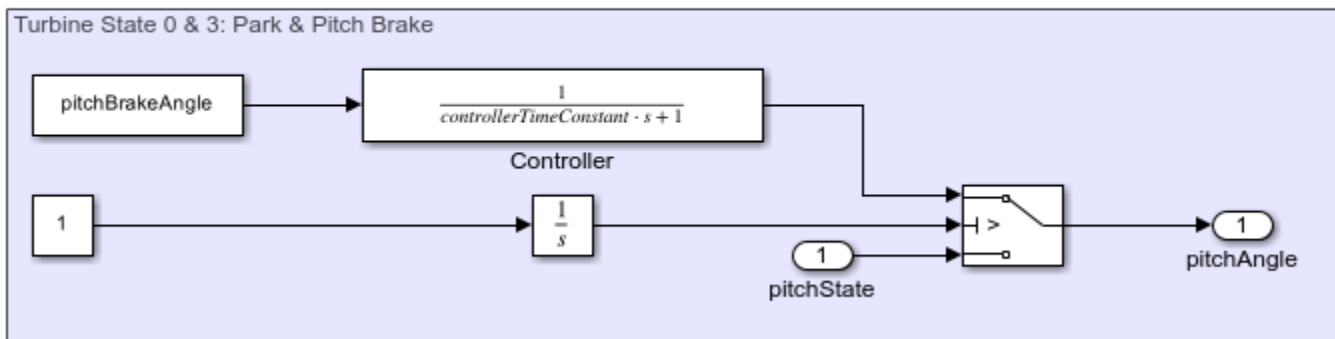 Turbine State 0 & 3: Park & Pitch Brake
pitchBrakeAngle
1
controllerTimeConstant · s + 1
Controller
1
1
s
>
1
pitchState
1
pitchAngle